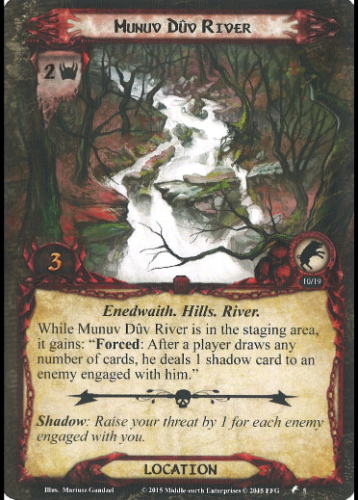 Munuv Dûv River
2
3
10/19
Enedwaith. Hills. River.
While Munuv Dûv River is in the staging area,
it gains: “Forced: After a player draws any
number of cards, he deals 1 shadow card to an
enemy engaged with him.”
Shadow: Raise your threat by 1 for each enemy
engaged with you.
LOCATION
Illus. Mariusz Gandzel © 2015 Middle-earth Enterprises © 2015 FFG 8